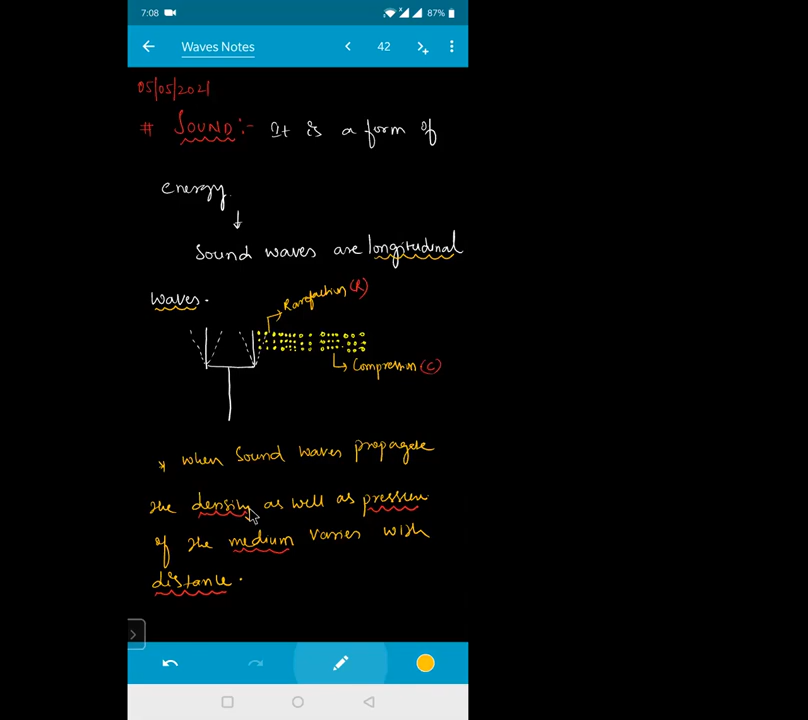 7:08 87%
Waves Notes 42
05/05/2021
# SOUND:- It is a form of
energy.
↓
Sound waves are longitudinal
waves.
Rarefaction (R)
Compression (C)
* when Sound waves propagate
the density as well as pressure
of the medium varies with
distance.